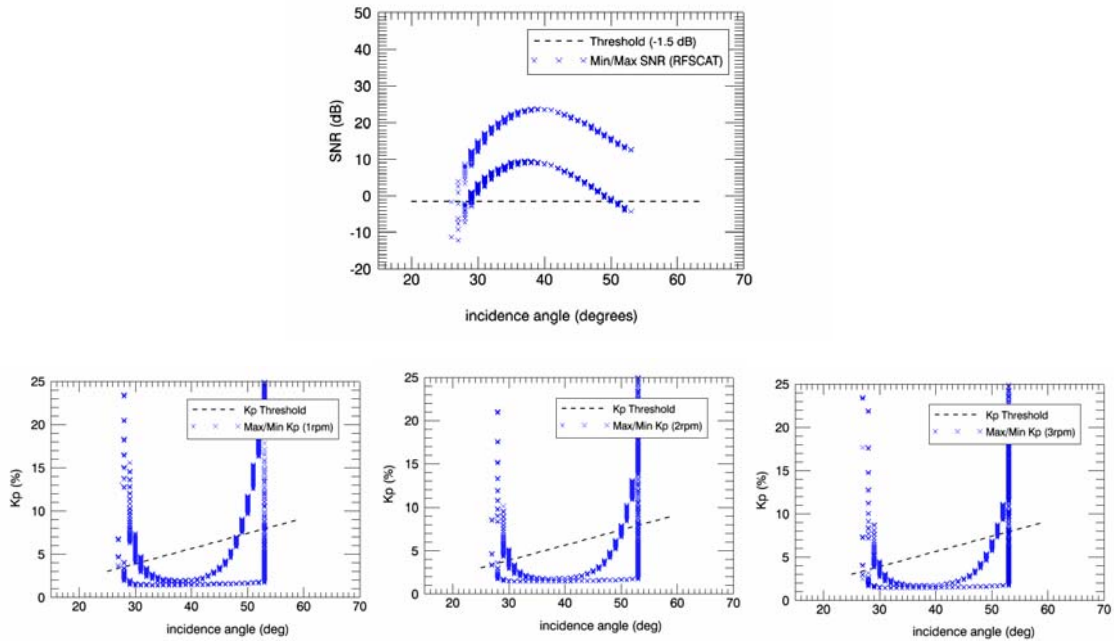 50
40
30
20
10
0
-10
-20
SNR (dB)
Threshold (-1.5 dB)
Min/Max SNR (RFSCAT)
20 30 40 50 60 70
incidence angle (degrees)
25
20
15
10
5
0
Kp (%)
Kp Threshold
Max/Min Kp (1rpm)
20 30 40 50 60 70
incidence angle (deg)
25
20
15
10
5
0
Kp (%)
Kp Threshold
Max/Min Kp (2rpm)
20 30 40 50 60 70
incidence angle (deg)
25
20
15
10
5
0
Kp (%)
Kp Threshold
Max/Min Kp (3rpm)
20 30 40 50 60 70
incidence angle (deg)